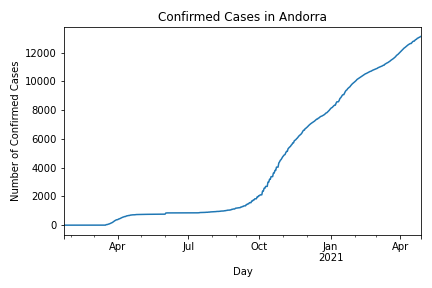 Confirmed Cases in Andorra
Number of Confirmed Cases
12000
10000
8000
6000
4000
2000
0
Apr Jul Oct Jan Apr
2021
Day